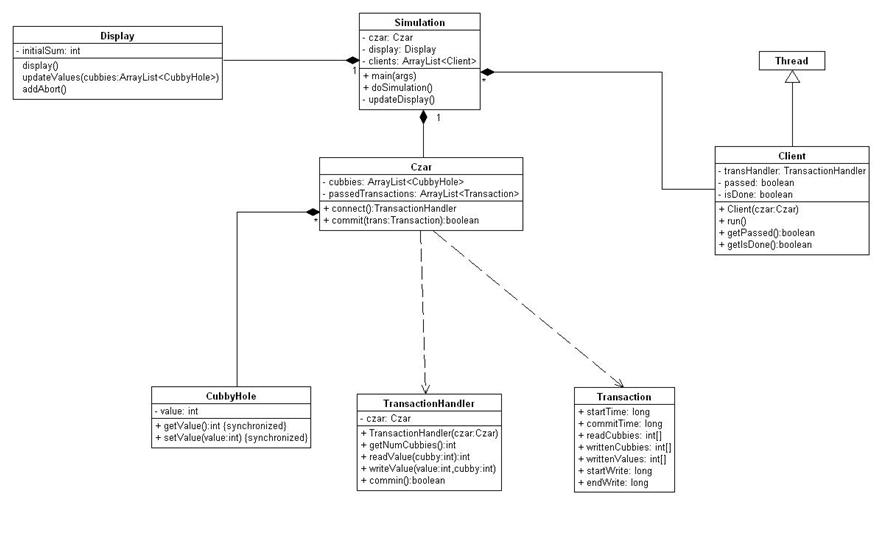 Display
- initialSum: int
display()
updateValues(cubbies:ArrayList<CubbyHole>)
addAbort()
1
Simulation
- czar: Czar
- display: Display
- clients: ArrayList<Client>
+ main(args)
+ doSimulation()
- updateDisplay()
*
1
Thread
Client
- transHandler: TransactionHandler
- passed: boolean
- isDone: boolean
+ Client(czar:Czar)
+ run()
+ getPassed():boolean
+ getIsDone():boolean
Czar
- cubbies: ArrayList<CubbyHole>
- passedTransactions: ArrayList<Transaction>
+ connect():TransactionHandler
+ commit(trans:Transaction):boolean
*
CubbyHole
- value: int
+ getValue():int {synchronized}
+ setValue(value:int) {synchronized}
TransactionHandler
- czar: Czar
+ TransactionHandler(czar:Czar)
+ getNumCubbies():int
+ readValue(cubby:int):int
+ writeValue(value:int,cubby:int)
+ commin():boolean
Transaction
+ startTime: long
+ commitTime: long
+ readCubbies: int[]
+ writtenCubbies: int[]
+ writtenValues: int[]
+ startWrite: long
+ endWrite: long